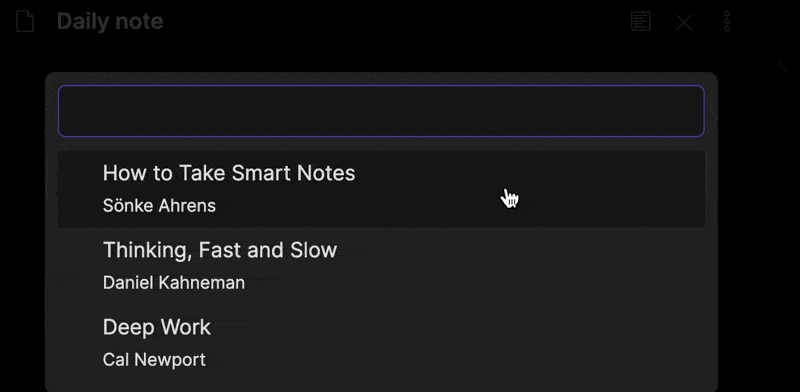 Daily note
How to Take Smart Notes
Sönke Ahrens
Thinking, Fast and Slow
Daniel Kahneman
Deep Work
Cal Newport